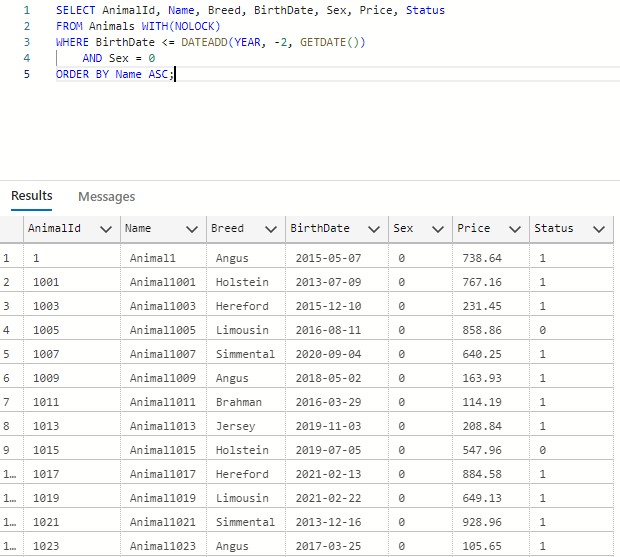 1 SELECT AnimalId, Name, Breed, BirthDate, Sex, Price, Status
2 FROM Animals WITH(NOLOCK)
3 WHERE BirthDate <= DATEADD(YEAR, -2, GETDATE())
4 AND Sex = 0
5 ORDER BY Name ASC;
Results Messages
AnimalId Name Breed BirthDate Sex Price Status
1 1 Animal1 Angus 2015-05-07 0 738.64 1
2 1001 Animal1001 Holstein 2013-07-09 0 767.16 1
3 1003 Animal1003 Hereford 2015-12-10 0 231.45 1
4 1005 Animal1005 Limousin 2016-08-11 0 858.86 0
5 1007 Animal1007 Simmental 2020-09-04 0 640.25 1
6 1009 Animal1009 Angus 2018-05-02 0 163.93 1
7 1011 Animal1011 Brahman 2016-03-29 0 114.19 1
8 1013 Animal1013 Jersey 2019-11-03 0 208.84 1
9 1015 Animal1015 Holstein 2019-07-05 0 547.96 0
1… 1017 Animal1017 Hereford 2021-02-13 0 884.58 1
1… 1019 Animal1019 Limousin 2021-02-22 0 649.13 1
1… 1021 Animal1021 Simmental 2013-12-16 0 928.96 1
1… 1023 Animal1023 Angus 2017-03-25 0 105.65 1